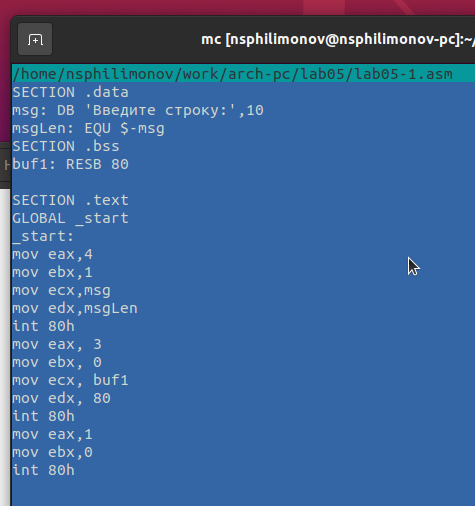 mc [nsphilimonov@nsphilimonov-pc]:~/
/home/nsphilimonov/work/arch-pc/lab05/lab05-1.asm
SECTION .data
msg: DB 'Введите строку:',10
msgLen: EQU $-msg
SECTION .bss
buf1: RESB 80
SECTION .text
GLOBAL _start
_start:
mov eax,4
mov ebx,1
mov ecx,msg
mov edx,msgLen
int 80h
mov eax, 3
mov ebx, 0
mov ecx, buf1
mov edx, 80
int 80h
mov eax,1
mov ebx,0
int 80h